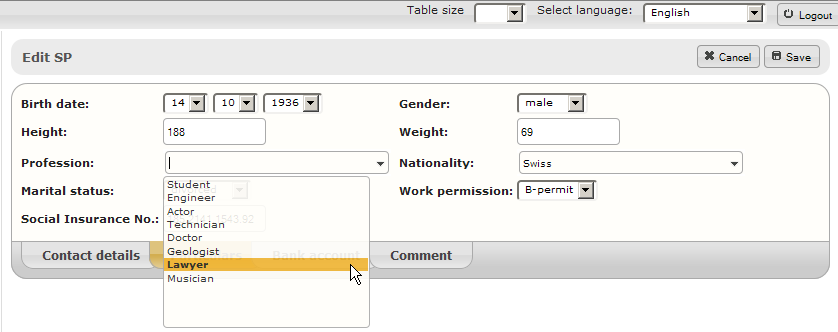 Table size Select language: English Logout
Edit SP Cancel Save
Birth date: 14 10 1936 Gender: male
Height: 188 Weight: 69
Profession: Nationality: Swiss
Marital status: Work permission: B-permit
Social Insurance No.: 1543.92
Student
Engineer
Actor
Technician
Doctor
Geologist
Lawyer
Musician
Contact details Bank account Comment